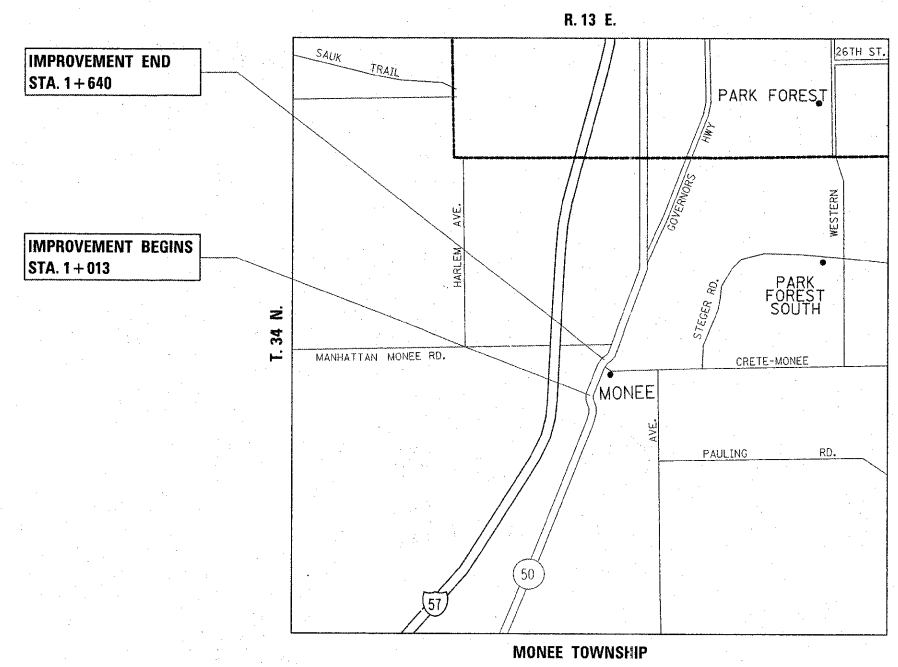 R. 13 E.
IMPROVEMENT END
STA. 1+640
SAUK TRAIL
26TH ST.
PARK FOREST
HWY
GOVERNORS
HARLEM AVE.
WESTERN
IMPROVEMENT BEGINS
STA. 1+013
PARK
FOREST
SOUTH
STEGER RD.
T. 34 N.
MANHATTAN MONEE RD.
CRETE-MONEE
MONEE
AVE.
PAULING RD.
50
57
MONEE TOWNSHIP